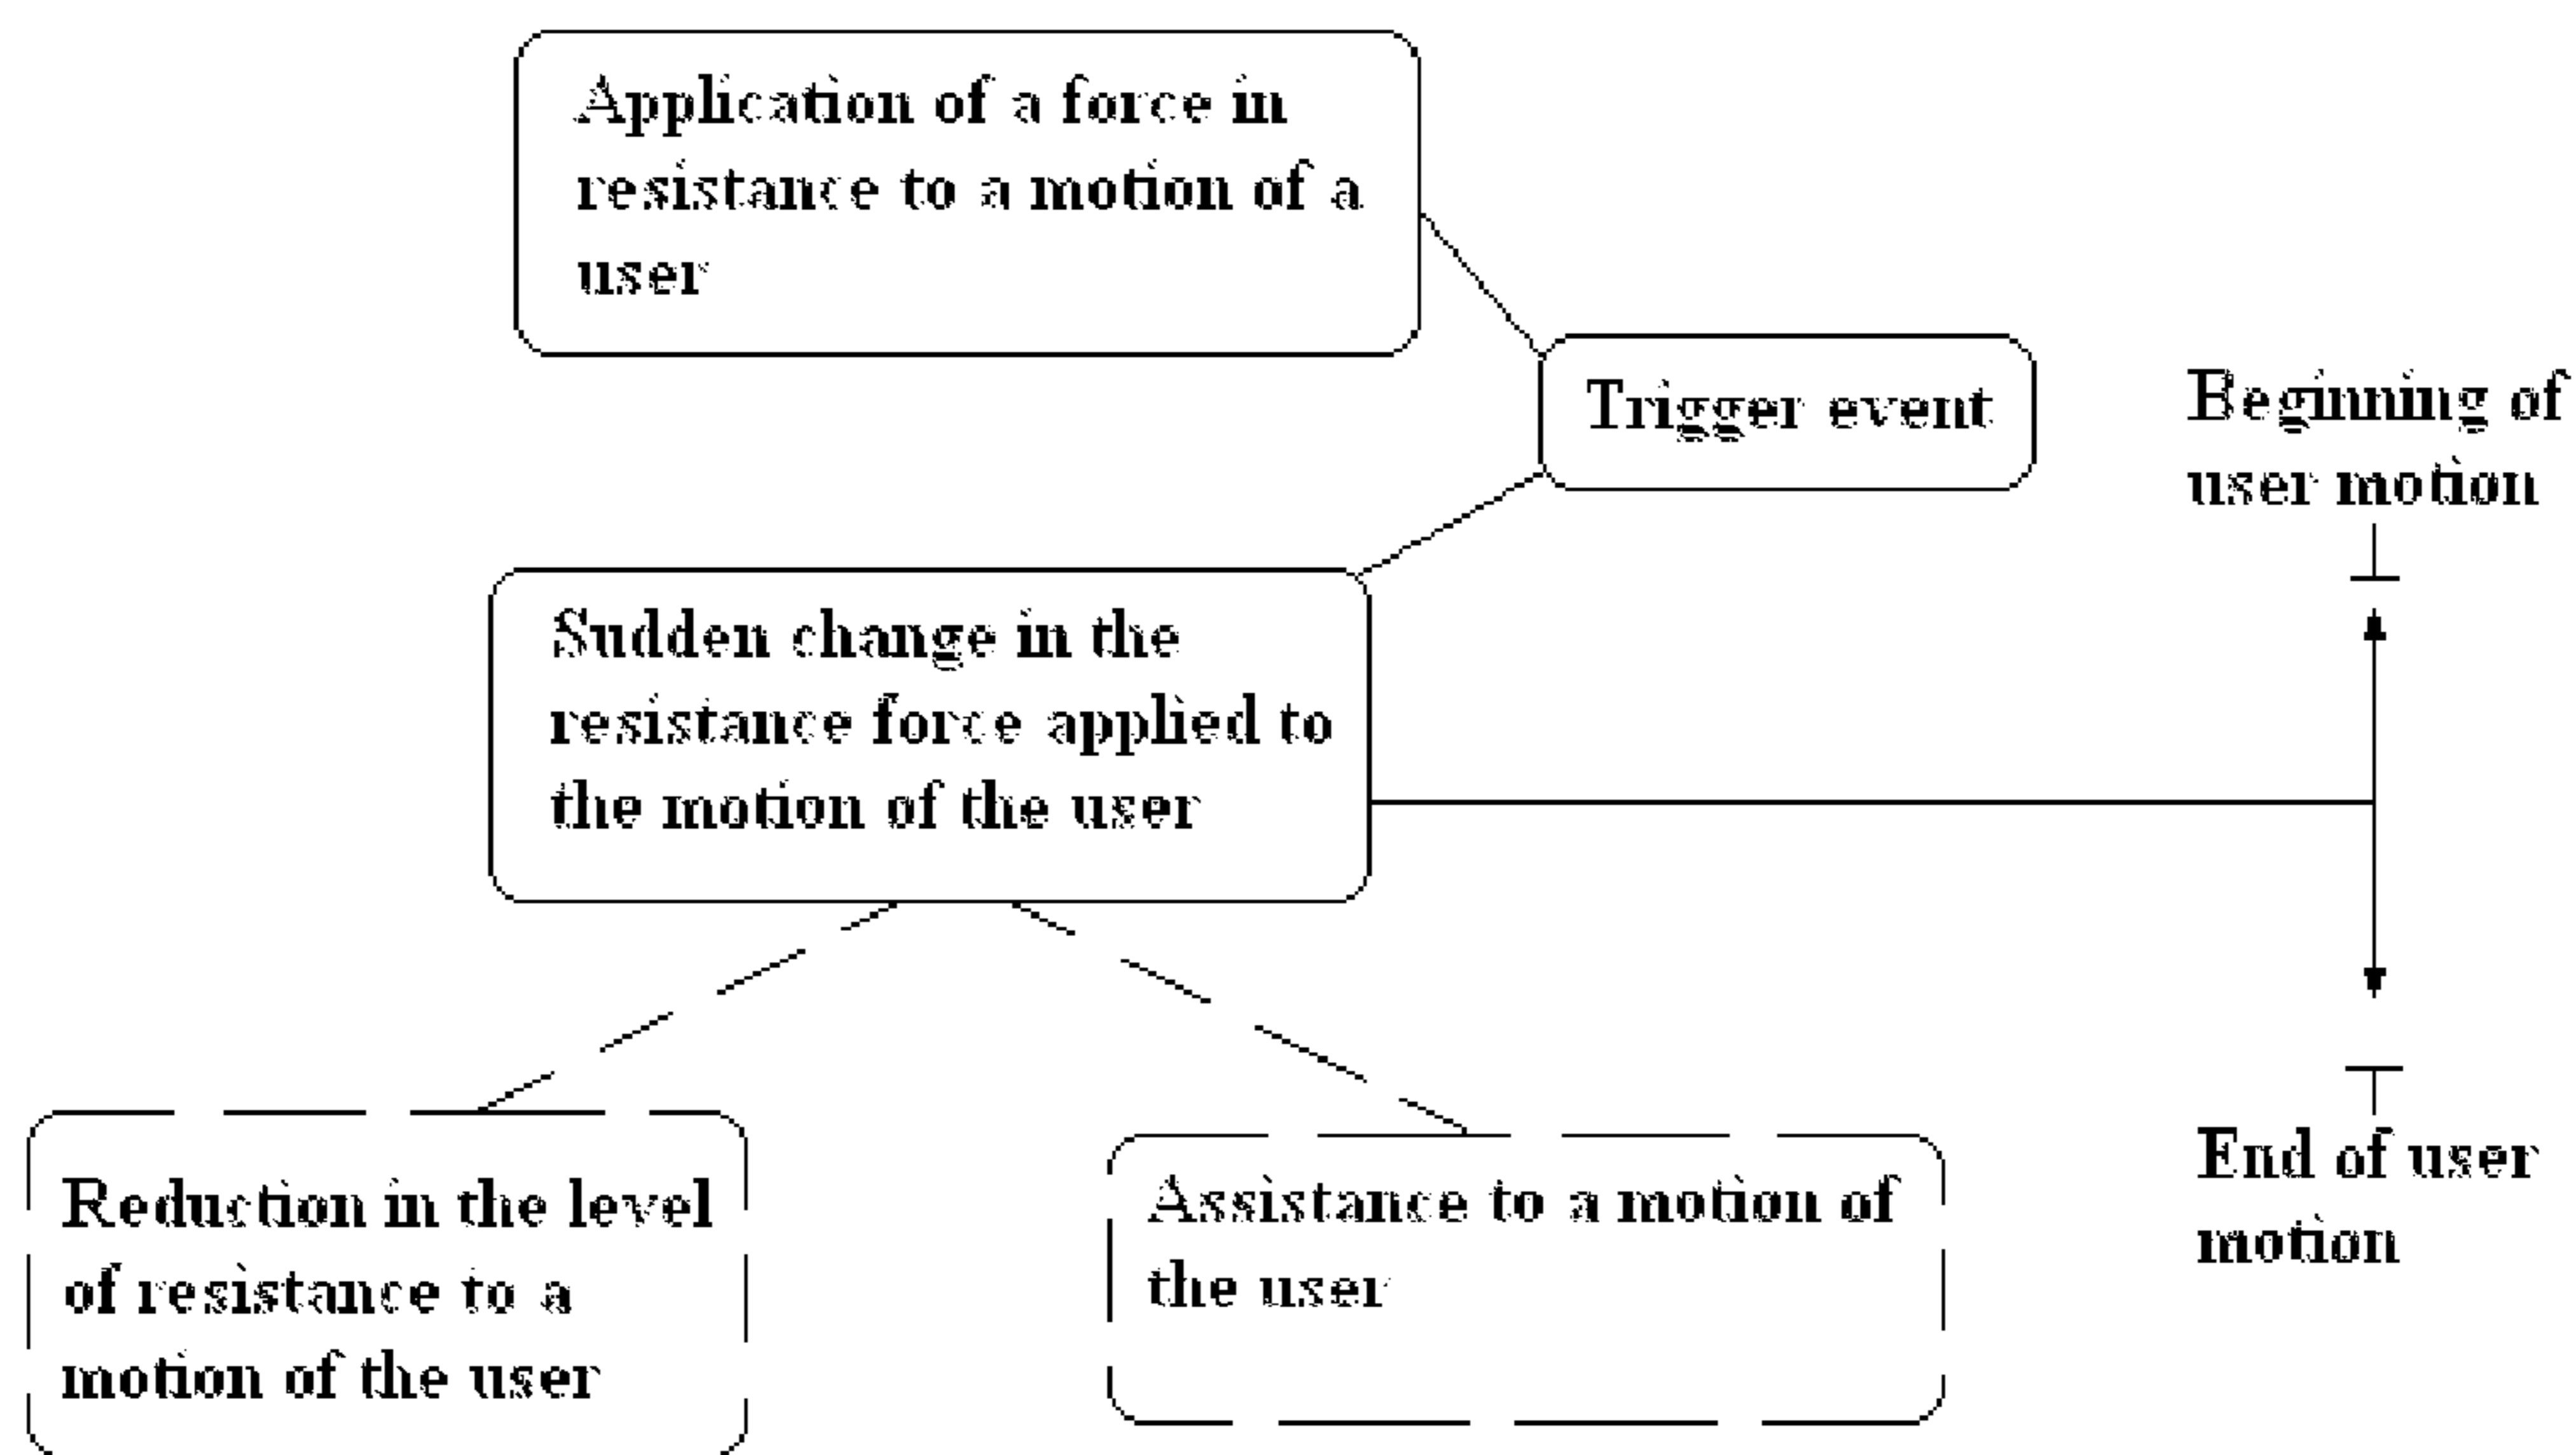 Application of a force in
resistance to a motion of a
user
Trigger event
Beginning of
user motion
Sudden change in the
resistance force applied to
the motion of the user
Reduction in the level
of resistance to a
motion of the user
Assistance to a motion of
the user
End of user
motion